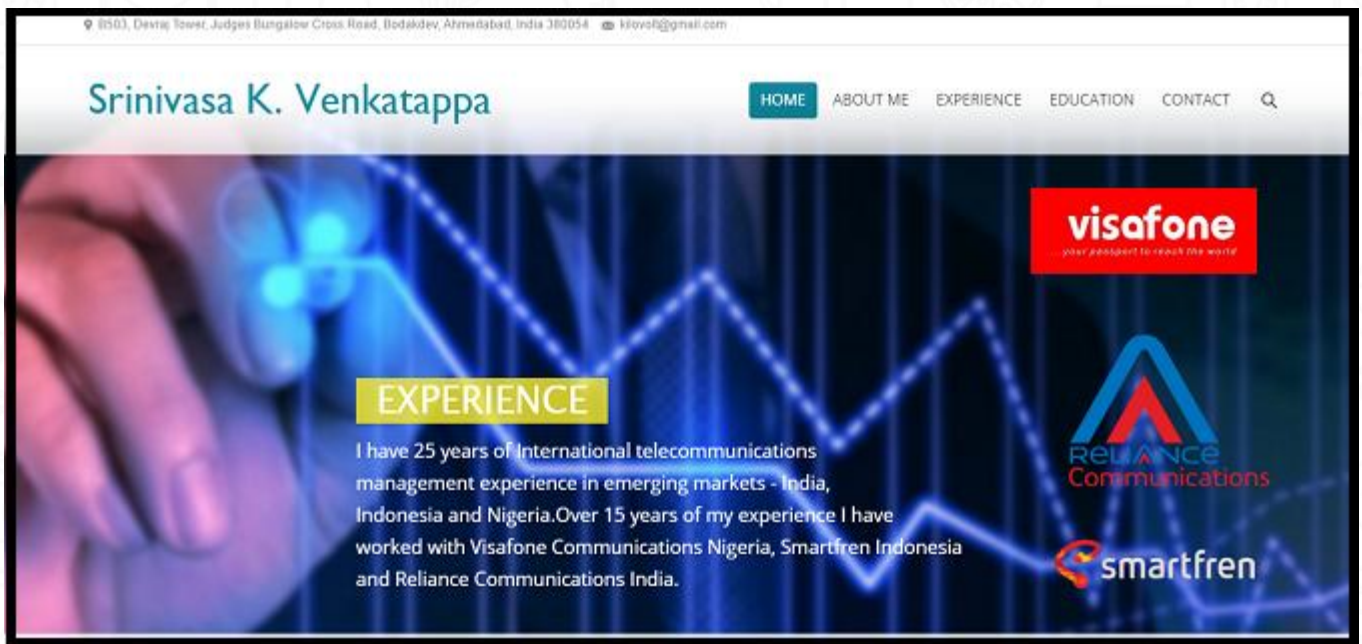 B503, Devraj Tower, Judges Bungalow Cross Road, Bodakdev, Ahmedabad, India 380054 kilovolt@gmail.com
Srinivasa K. Venkatappa
HOME ABOUT ME EXPERIENCE EDUCATION CONTACT
visafone
your passport to reach the world
EXPERIENCE
I have 25 years of International telecommunications
management experience in emerging markets - India,
Indonesia and Nigeria.Over 15 years of my experience I have
worked with Visafone Communications Nigeria, Smartfren Indonesia
and Reliance Communications India.
RELIANCE
Communications
smartfren